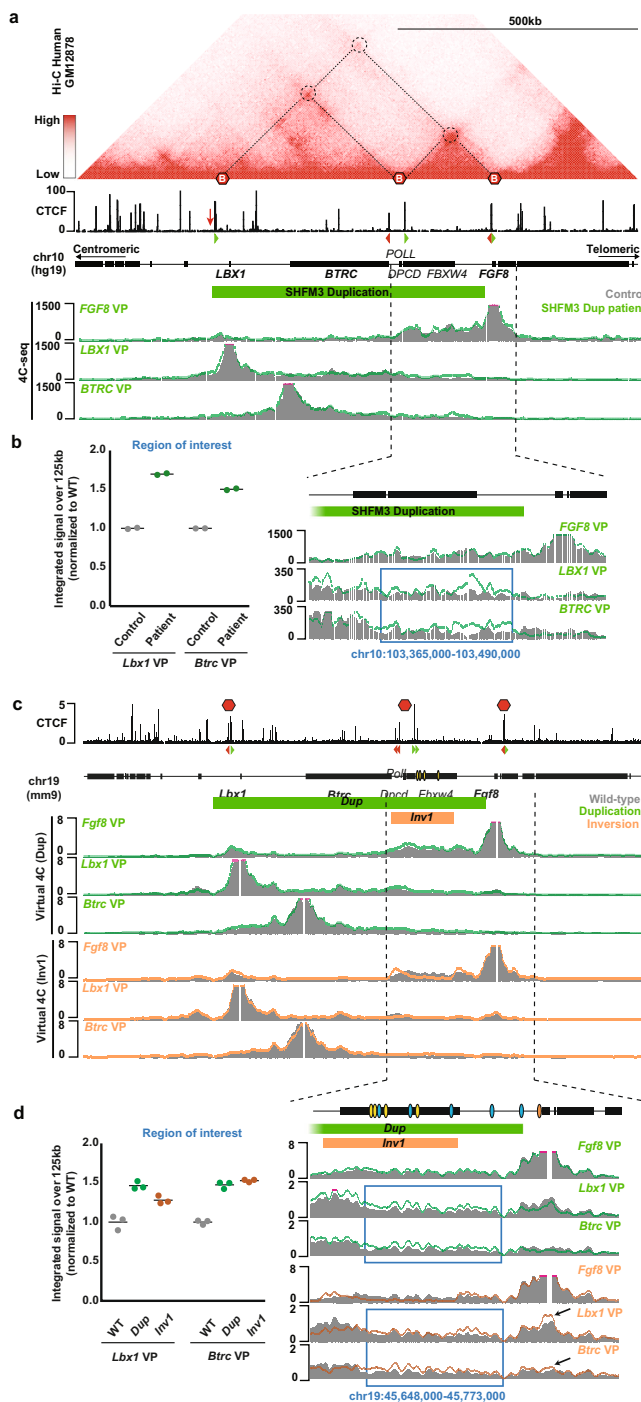 a
500kb
Hi-C Human
GM12878
High
Low
B
B
B
100
CTCF
0
chr10
(hg19)
Centromeric
Telomeric
POLL
LBX1
BTRC
DPCD
FBXW4
FGF8
SHFM3 Duplication
Contro
SHFM3 Dup patien
4C-seq
1500
FGF8 VP
0
1500
LBX1 VP
0
1500
BTRC VP
0
b
Region of interest
Integrated signal over 125kb
(normalized to WT)
2.0
1.5
1.0
0.5
0.0
Control
Patient
Control
Patient
Lbx1 VP
Btrc VP
SHFM3 Duplication
1500
FGF8 VP
0
350
LBX1 VP
0
350
BTRC VP
0
chr10:103,365,000-103,490,000
c
5
CTCF
0
chr19
(mm9)
Poll
Lbx1
Btrc
Dpcd
Fbxw4
Fgf8
Dup
Inv1
Wild-type
Duplication
Inversion
Virtual 4C (Dup)
8
Fgf8 VP
0
8
Lbx1 VP
0
8
Btrc VP
0
Virtual 4C (Inv1)
8
Fgf8 VP
0
8
Lbx1 VP
0
8
Btrc VP
0
d
Region of interest
Integrated signal over 125kb
(normalized to WT)
2.0
1.5
1.0
0.5
0.0
WT
Dup
Inv1
WT
Dup
Inv1
Lbx1 VP
Btrc VP
Dup
Inv1
6
Fgf8 VP
0
2
Lbx1 VP
0
2
Btrc VP
0
6
Fgf8 VP
0
2
Lbx1 VP
0
2
Btrc VP
0
chr19:45,648,000-45,773,000